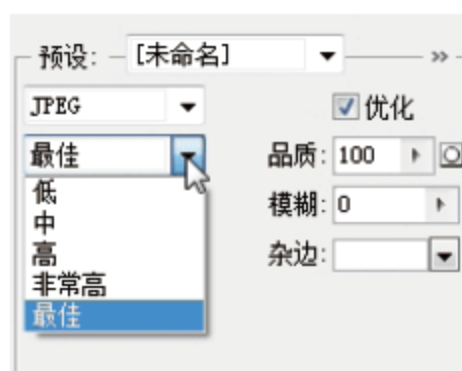 预设: [未命名]
JPEG 优化
最佳 品质: 100
低
模糊: 0
中
高
杂边:
非常高
最佳